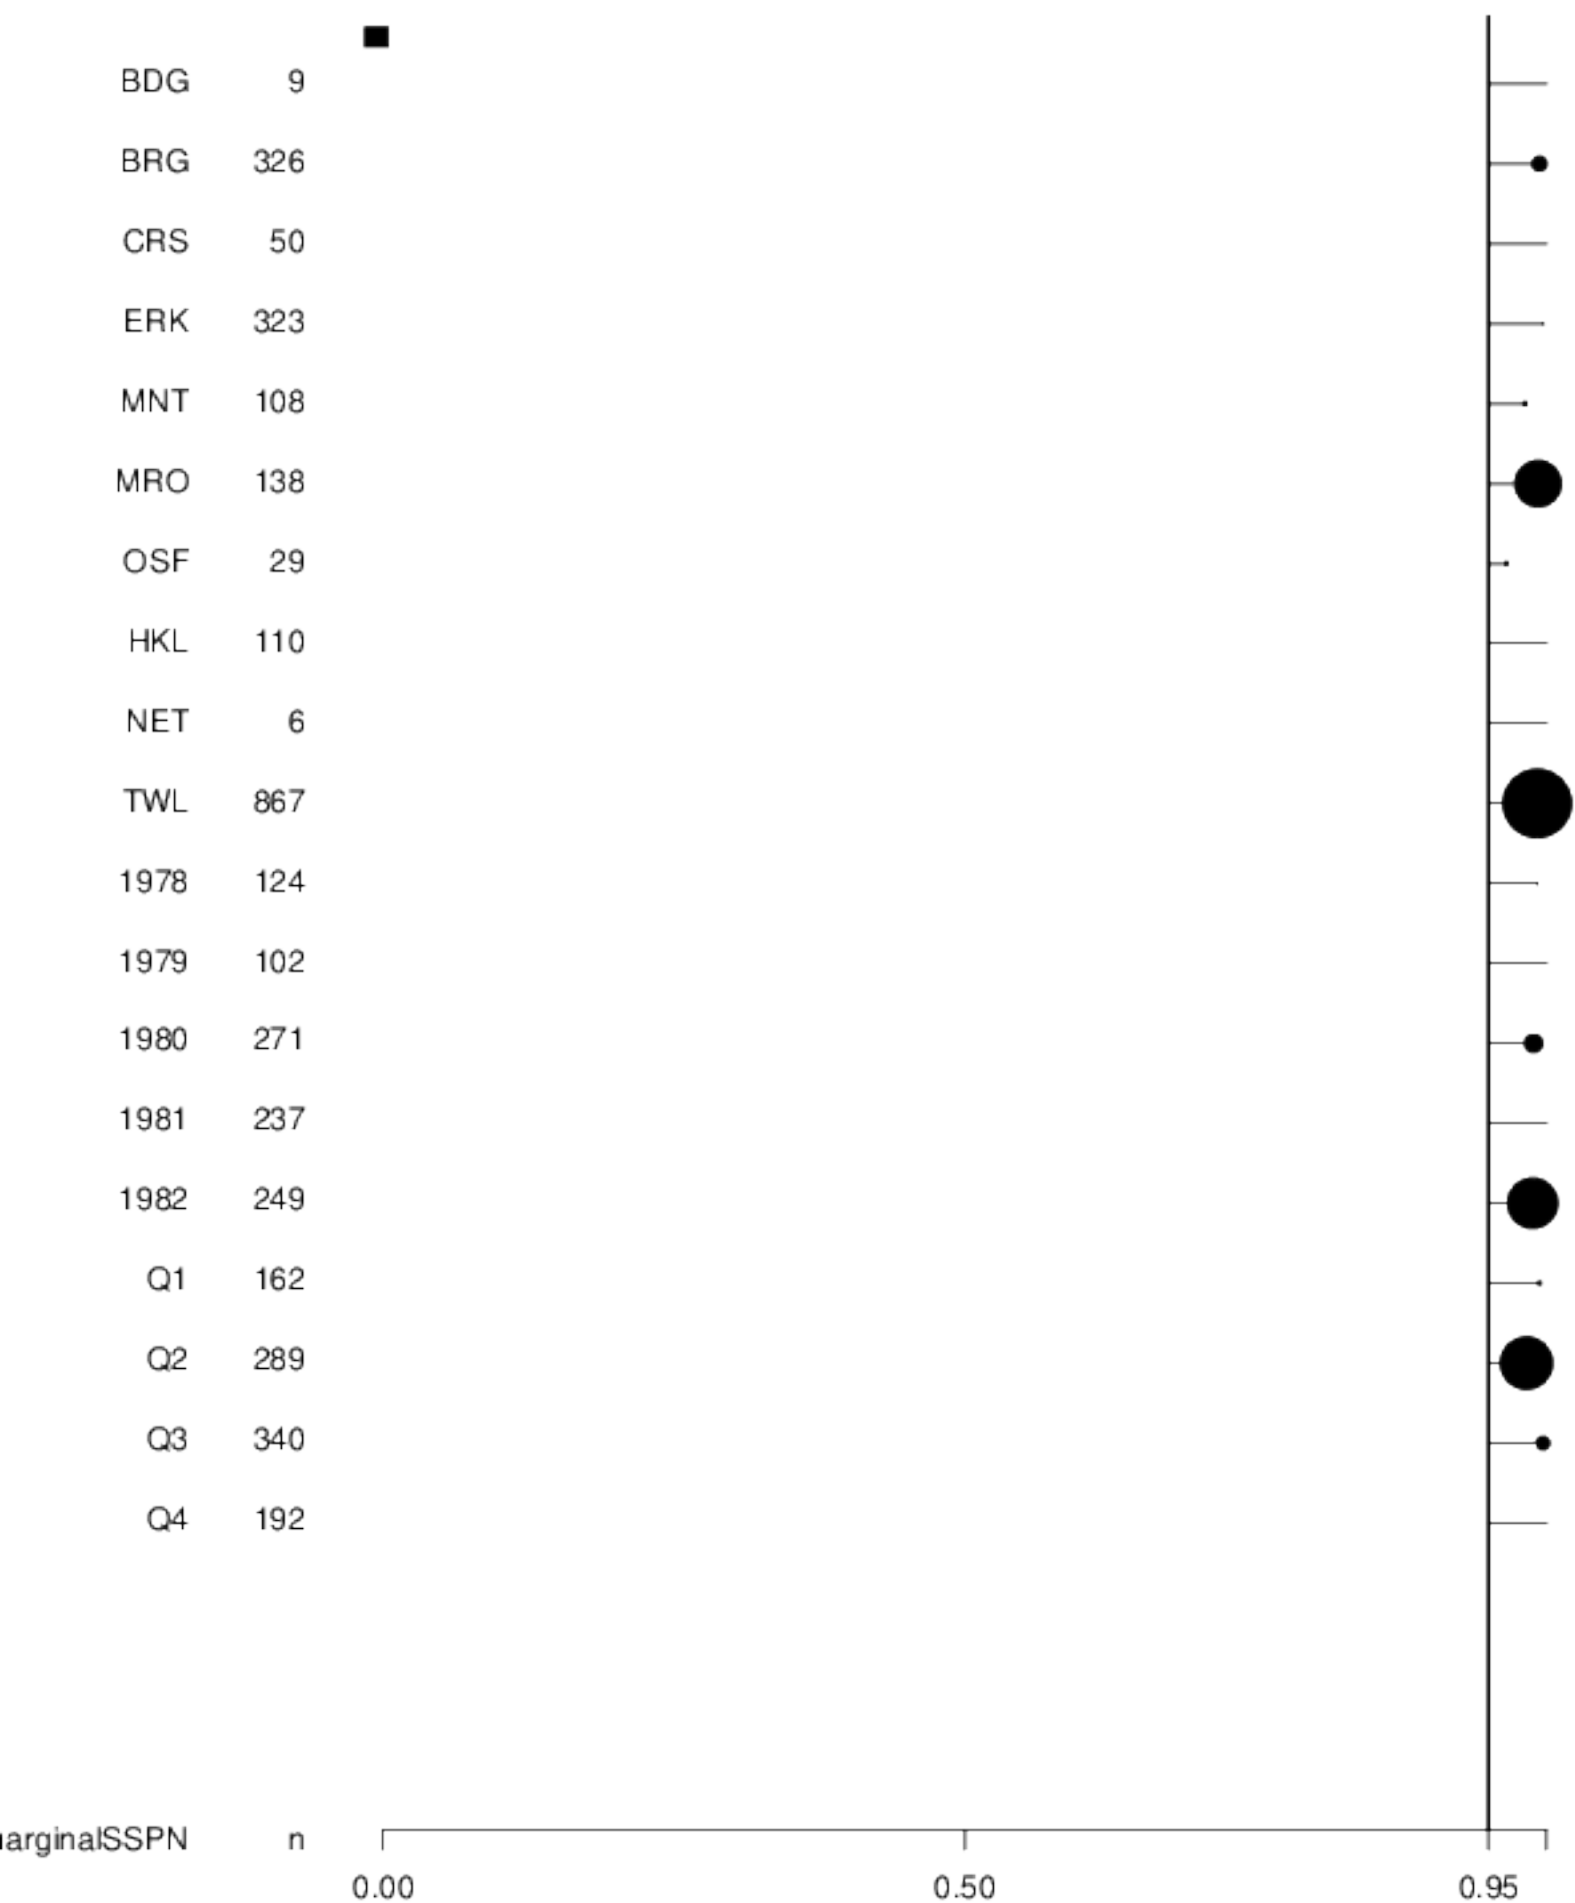 BDG 9
BRG 326
CRS 50
ERK 323
MNT 108
MRO 138
OSF 29
HKL 110
NET 6
TWL 867
1978 124
1979 102
1980 271
1981 237
1982 249
Q1 162
Q2 289
Q3 340
Q4 192
arginalSSPN n
0.00 0.50 0.95